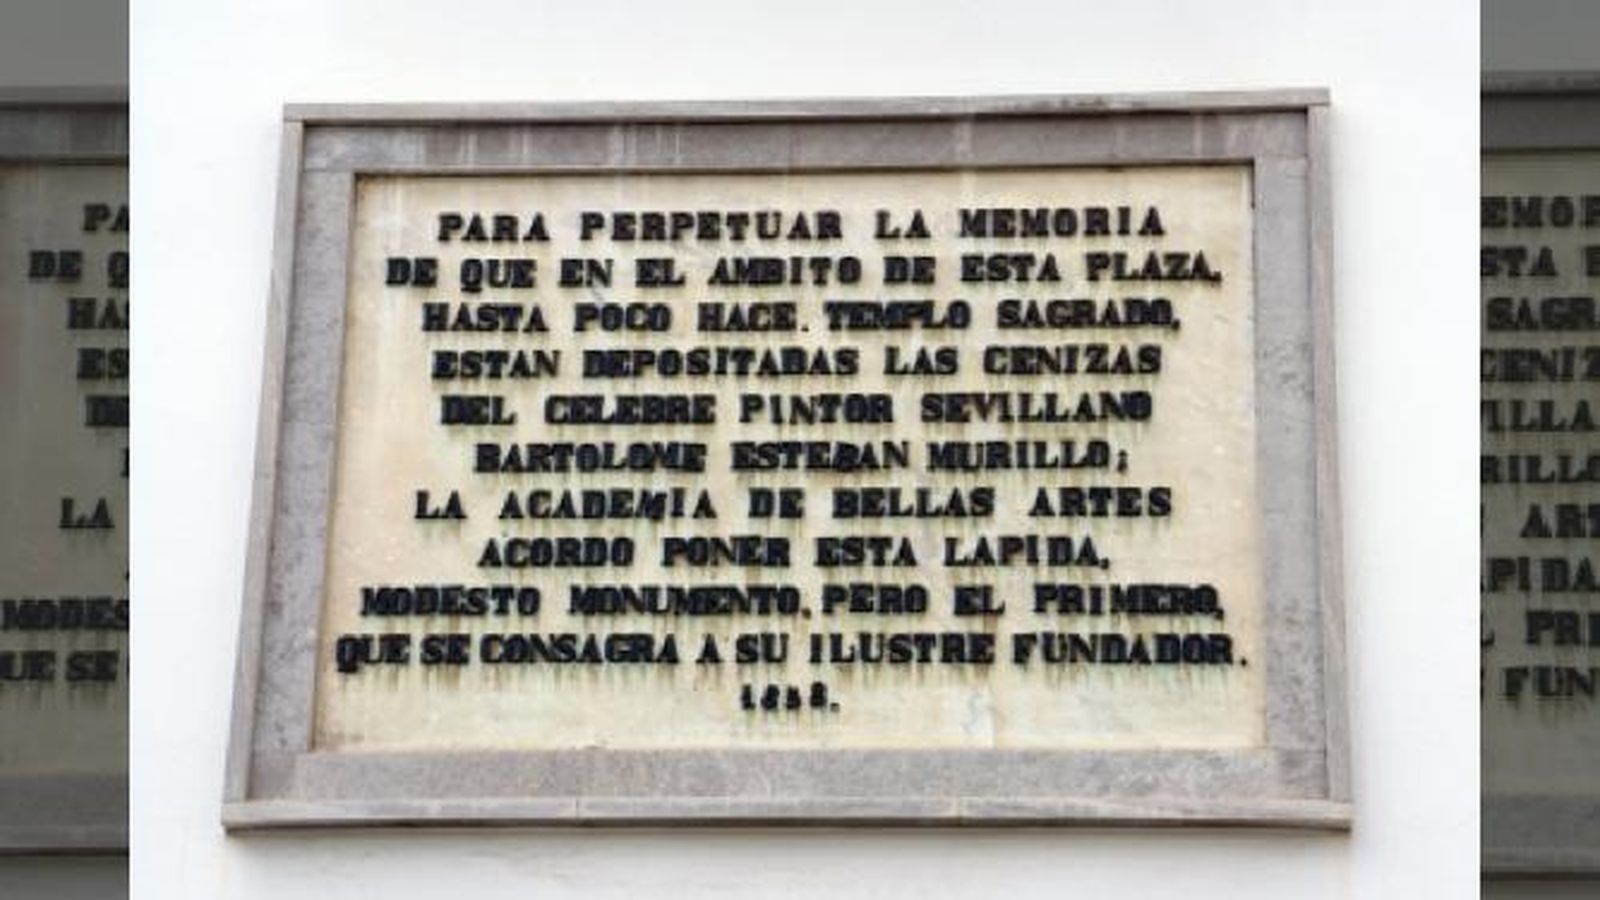 PARA PERPETUAR LA MEMORIA
DE QUE EN EL AMBITO DE ESTA PLAZA,
HASTA POCO HACE. TEMPLO SAGRADO,
ESTAN DEPOSITADAS LAS CENIZAS
DEL CELEBRE PINTOR SEVILLANO
BARTOLOME ESTEBAN MURILLO;
LA ACADEMIA DE BELLAS ARTES
ACORDO PONER ESTA LAPIDA,
MODESTO MONUMENTO, PERO EL PRIMERO,
QUE SE CONSAGRA A SU ILUSTRE FUNDADOR.
1858.